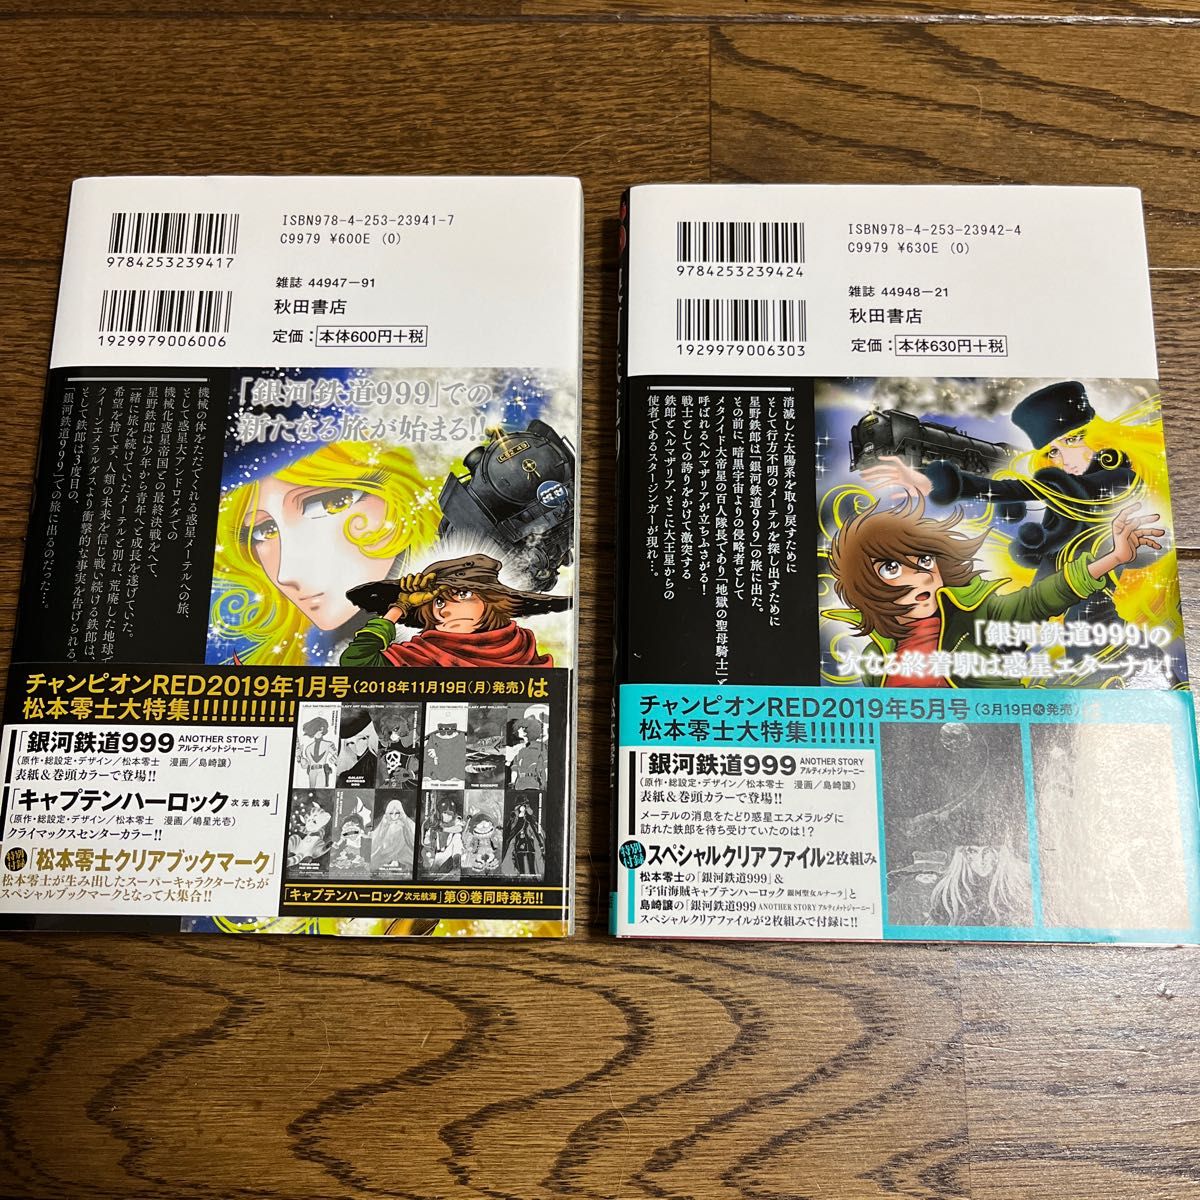 ISBN978-4-253-23941-7
C9979 ¥600E (0)
9784253239417
雑誌 44947-91
秋田書店
1929979006006
定価：本体600円+税
機械の体をただでくれる惑星メーテルへの旅、
そして惑星大アンドロメダでの
機械化惑星帝国との最終決戦をへて、
星野鉄郎は少年から青年へと成長を遂げていた。
一緒に旅を続けていたメーテルと別れ、荒廃した地球で
希望を捨てず、人類の未来を信じ戦い続ける鉄郎は、
クイーンエメラルダスより衝撃的な事実を告げられる。
そして鉄郎は3度目の、
「銀河鉄道999」での旅に出るのだった…。
「銀河鉄道999」での
新たなる旅が始まる!!
チャンピオンRED2019年1月号(2018年11月19日(月)発売)は
松本零士大特集!!!!!!!!!!!!
「銀河鉄道999 ANOTHER STORY アルティメットジャーニー」
(原作・総設定・デザイン／松本零士　漫画／島崎譲)
表紙&巻頭カラーで登場!!
「キャプテンハーロック 次元航海」
(原作・総設定・デザイン／松本零士　漫画／嶋星光壱)
クライマックスセンターカラー!!
特別付録「松本零士クリアブックマーク」
松本零士が生み出したスーパーキャラクターたちが
スペシャルブックマークとなって大集合!!
「キャプテンハーロック 次元航海」第⑨巻同時発売!!
ISBN978-4-253-23942-4
C9979 ¥630E (0)
9784253239424
雑誌 44948-21
秋田書店
1929979006303
定価：本体630円+税
消滅した太陽系を取り戻すために
そして行方不明のメーテルを探し出すために
星野鉄郎は「銀河鉄道999」の旅に出た。
その前に、暗黒宇宙よりの侵略者として
メタノイド大帝星の百人隊長であり「地獄の聖母騎士」と
呼ばれるヘルマザリアが立ちふさがる!
戦士としての誇りをかけて激突する
鉄郎とヘルマザリア。そこに大王星からの
使者であるスタージンガーが現れ…。
「銀河鉄道999」の
次なる終着駅は惑星エターナル!
チャンピオンRED2019年5月号(3月19日㊋発売)は
松本零士大特集!!!!!!!
「銀河鉄道999 ANOTHER STORY アルティメットジャーニー」
(原作・総設定・デザイン／松本零士　漫画／島崎譲)
表紙&巻頭カラーで登場!!
メーテルの消息をたどり惑星エスメラルダに
訪れた鉄郎を待ち受けていたのは!?
特別付録 スペシャルクリアファイル2枚組み
松本零士の「銀河鉄道999」&
「宇宙海賊キャプテンハーロック 銀河聖女ルナーラ」と
島崎譲の「銀河鉄道999 ANOTHER STORY アルティメットジャーニー」
スペシャルクリアファイルが2枚組みで付録に!!